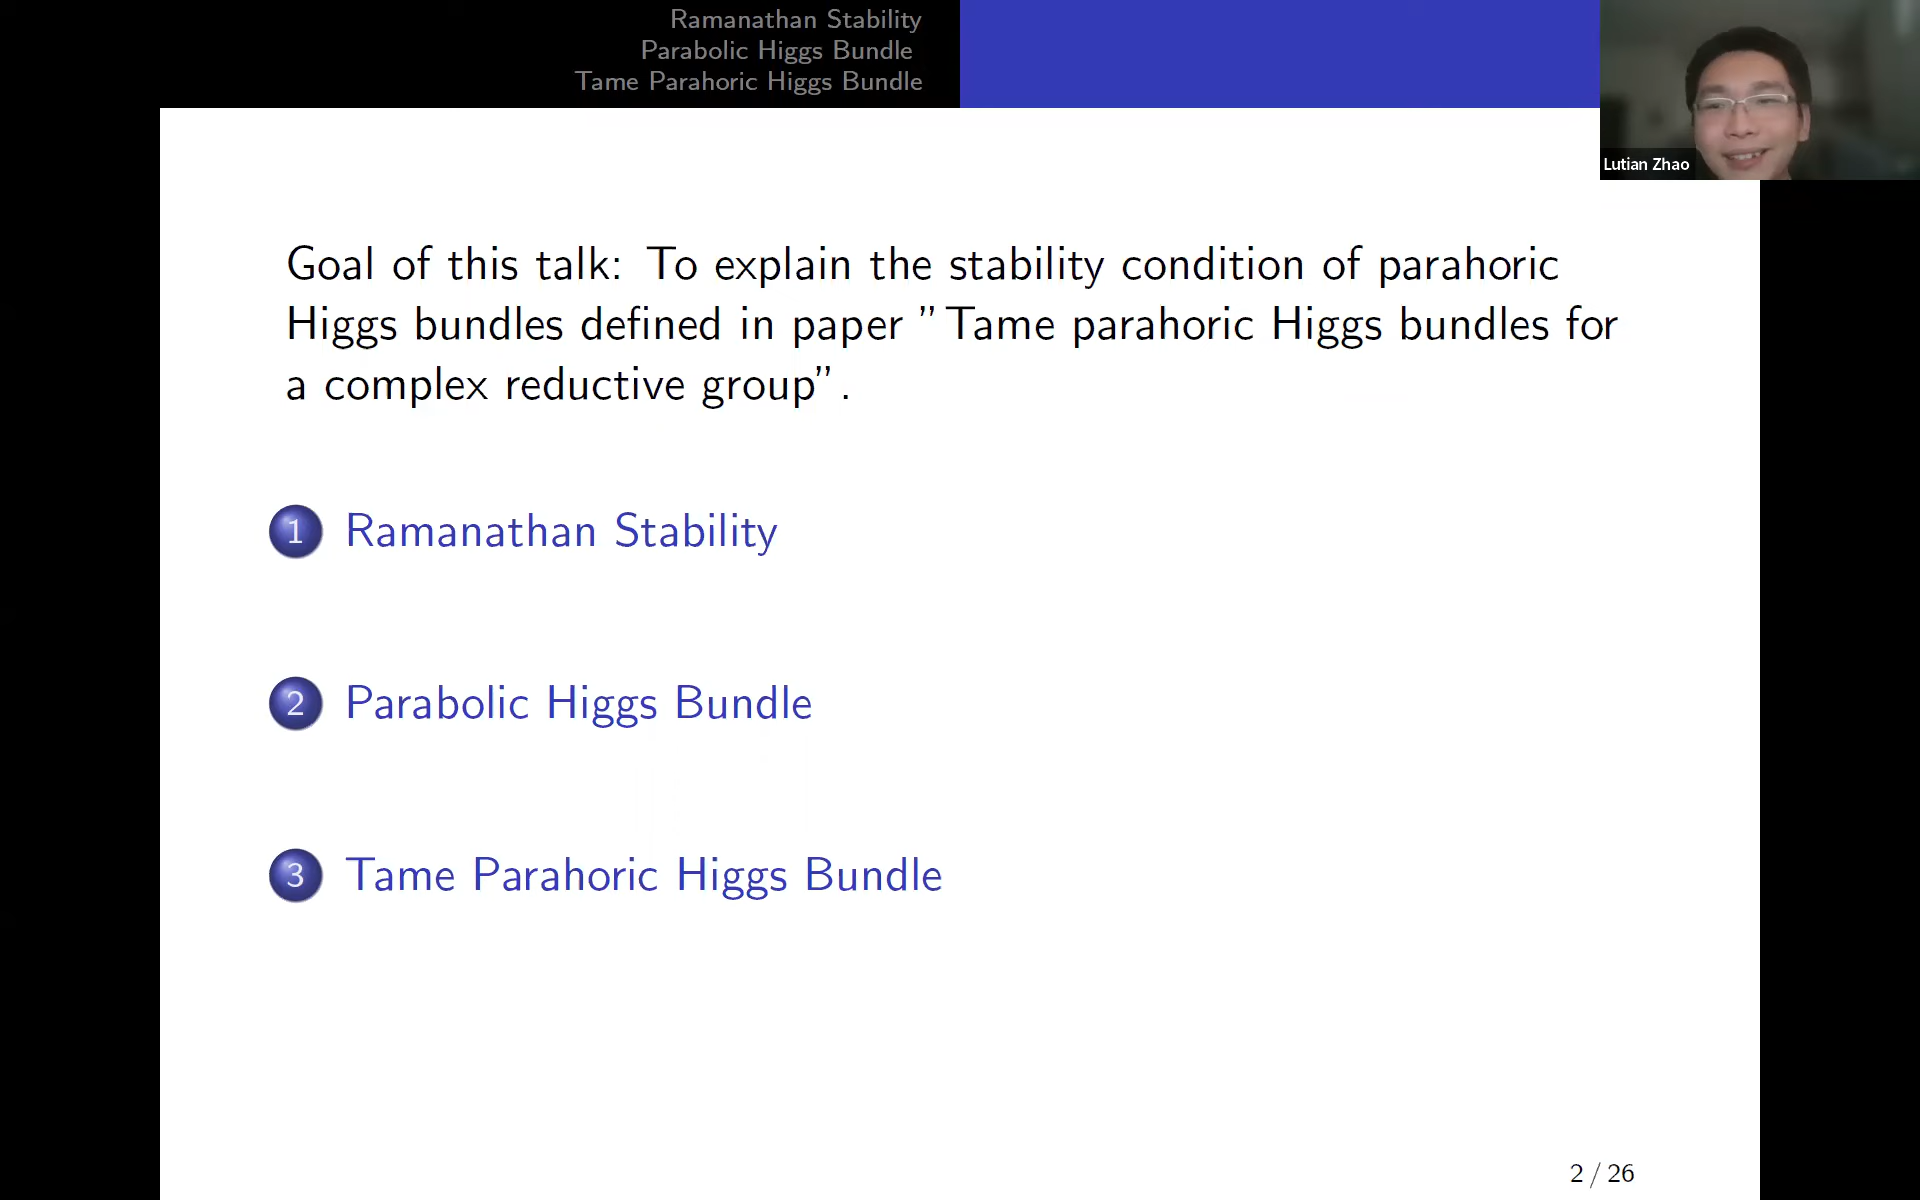 Ramanathan Stability
Parabolic Higgs Bundle
Tame Parahoric Higgs Bundle
Lutian Zhao
Goal of this talk: To explain the stability condition of parahoric
Higgs bundles defined in paper ”Tame parahoric Higgs bundles for
a complex reductive group”.
1 Ramanathan Stability
2 Parabolic Higgs Bundle
3 Tame Parahoric Higgs Bundle
2 / 26